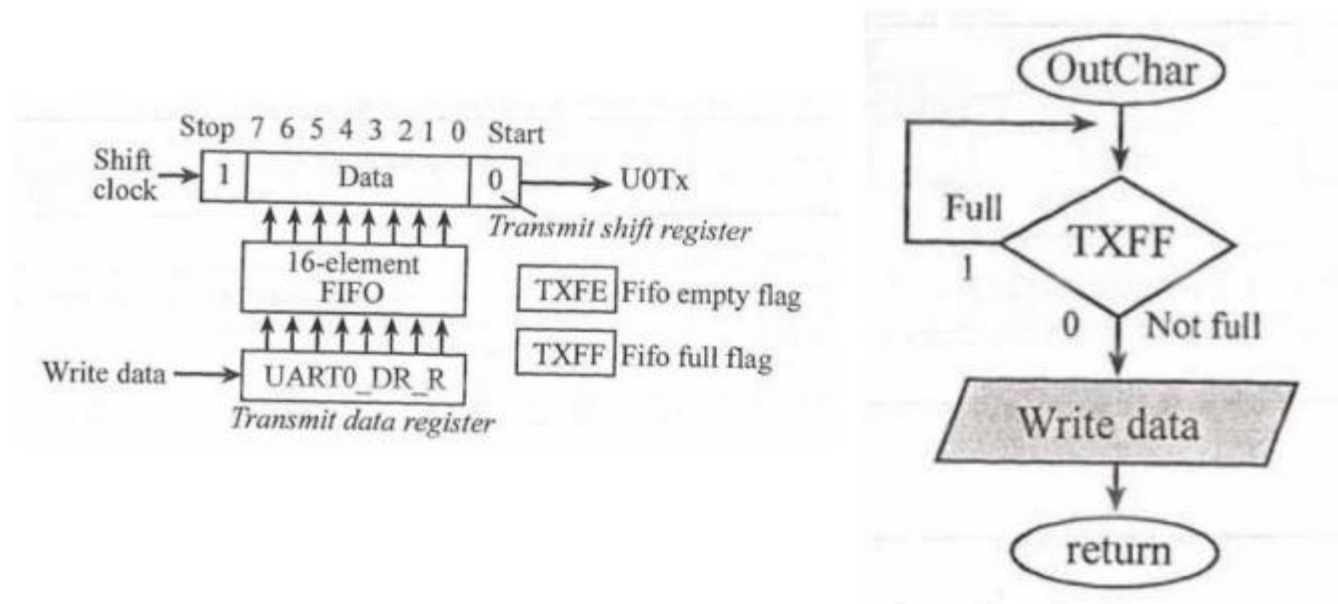 Stop 7 6 5 4 3 2 1 0 Start
Shift
clock
1
Data
0
U0Tx
Transmit shift register
16-element
FIFO
TXFE Fifo empty flag
TXFF Fifo full flag
Write data
UART0_DR_R
Transmit data register
OutChar
Full
TXFF
1
0
Not full
Write data
return